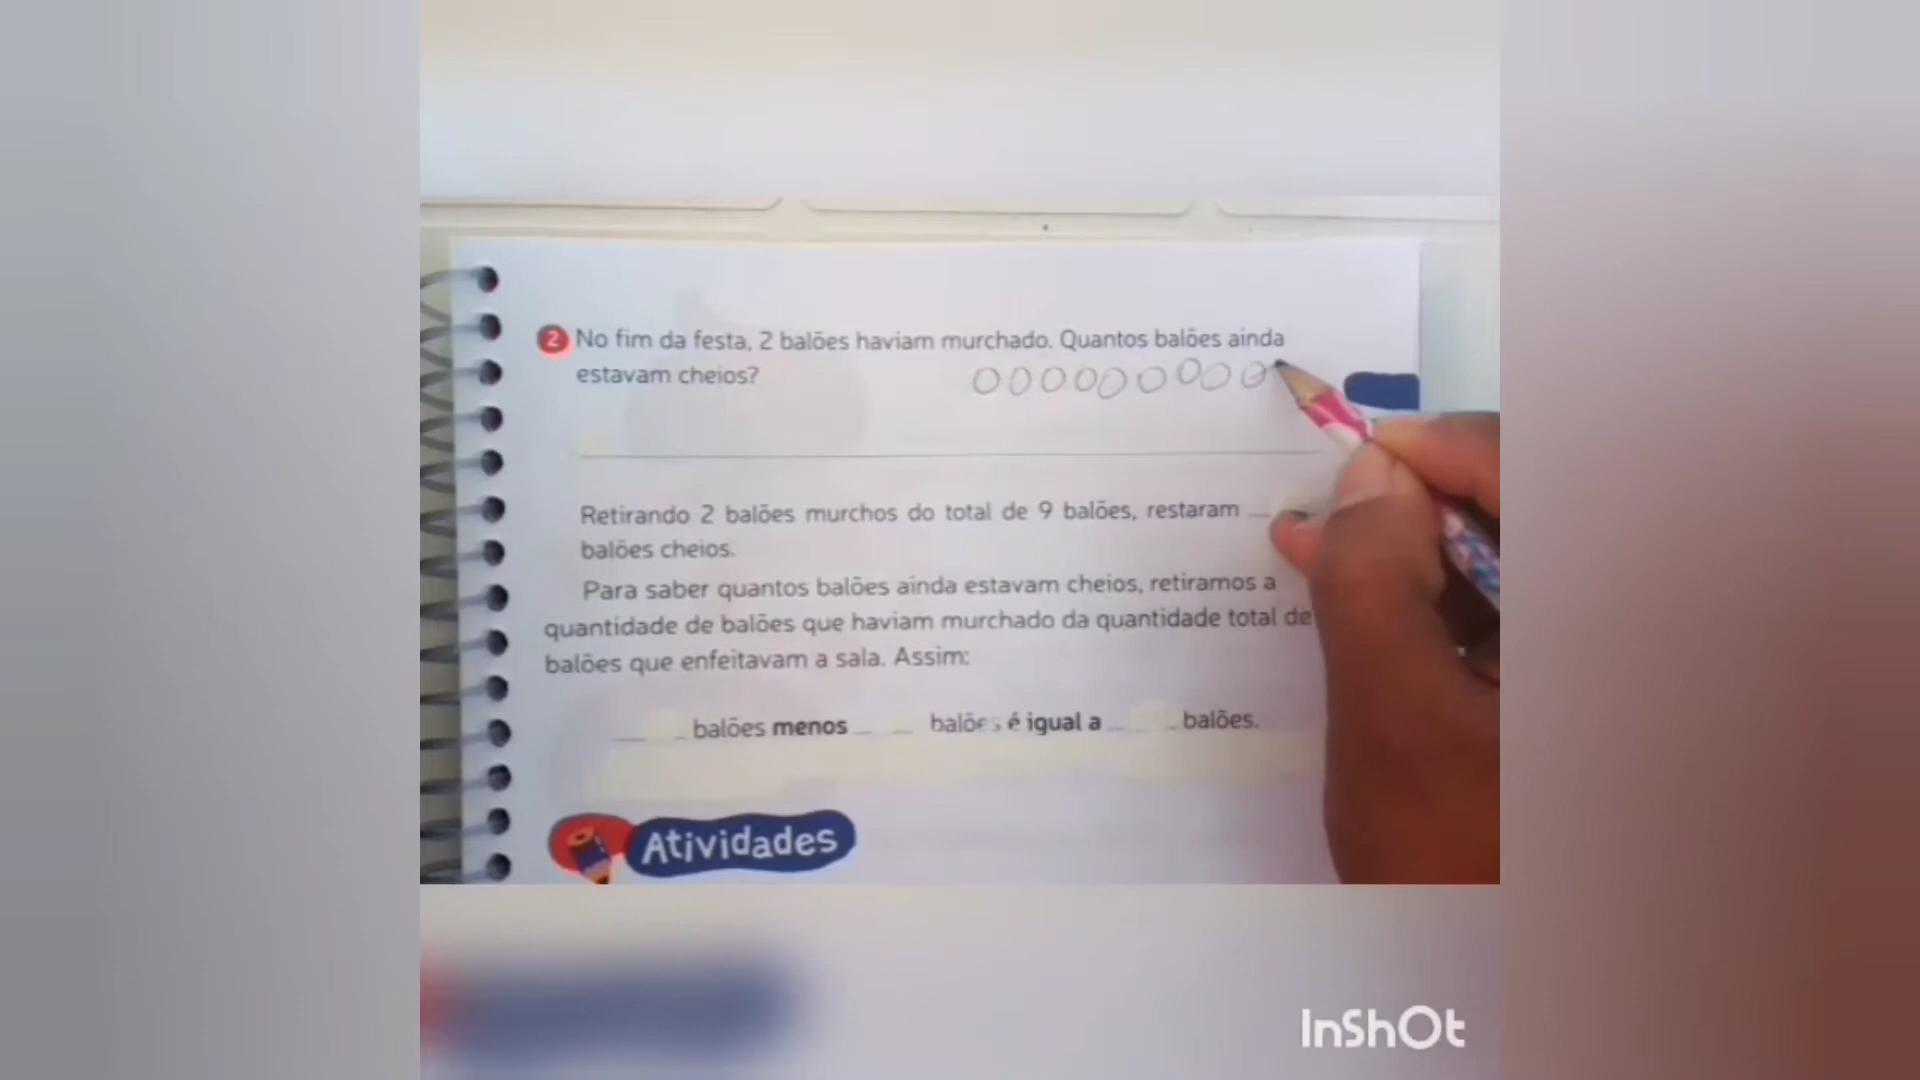 2 No fim da festa, 2 balões haviam murchado. Quantos balões ainda
estavam cheios?
Retirando 2 balões murchos do total de 9 balões, restaram
balões cheios.
Para saber quantos balões ainda estavam cheios, retiramos a
quantidade de balões que haviam murchado da quantidade total de
balões que enfeitavam a sala. Assim:
balões menos balões é igual a balões.
Atividades
InShOt